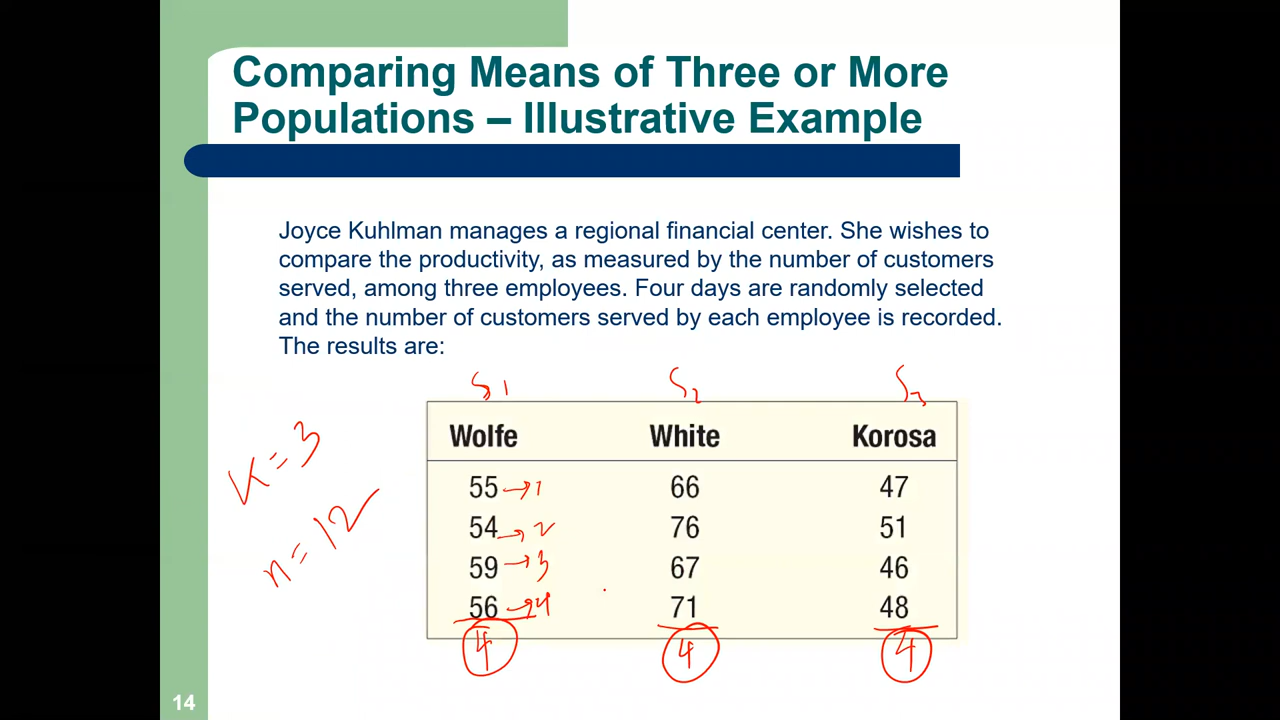 Comparing Means of Three or More
Populations – Illustrative Example
Joyce Kuhlman manages a regional financial center. She wishes to
compare the productivity, as measured by the number of customers
served, among three employees. Four days are randomly selected
and the number of customers served by each employee is recorded.
The results are:
S1 S2 S3
Wolfe White Korosa
55 →1 66 47
54 →2 76 51
59 →3 67 46
56 →4 71 48
4 4 4
K=3
n=12
14